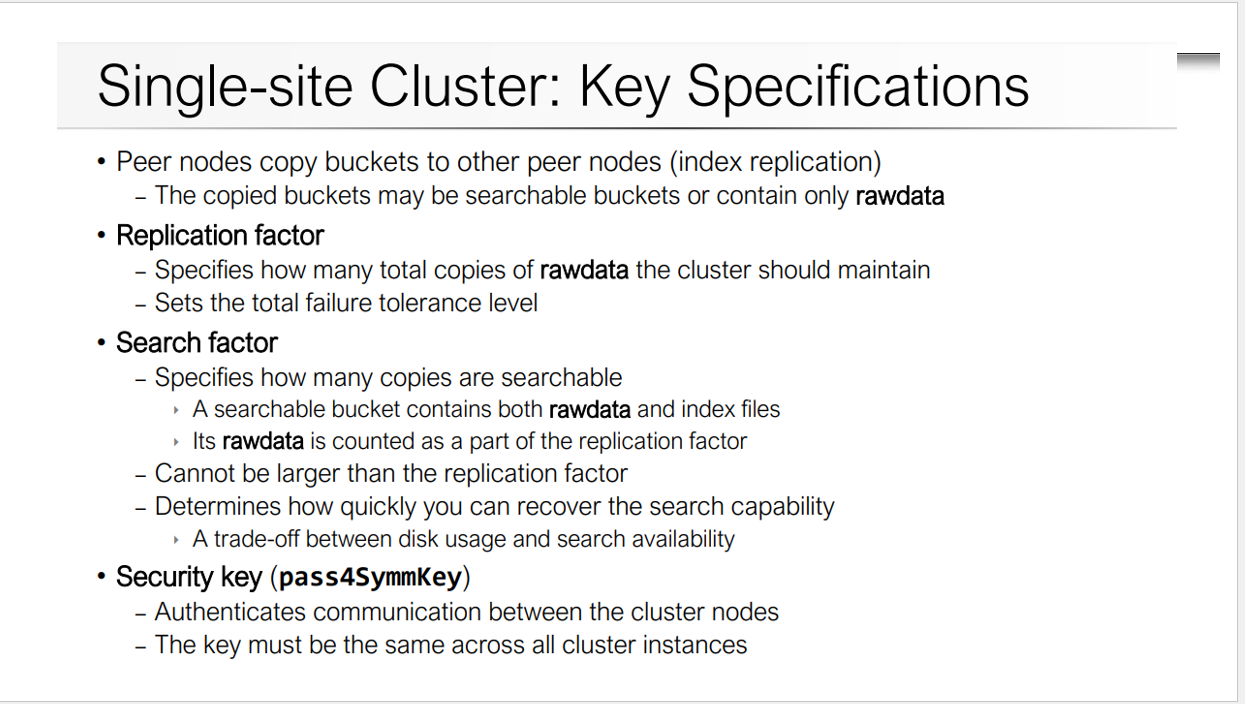 Single-site Cluster: Key Specifications
• Peer nodes copy buckets to other peer nodes (index replication)
– The copied buckets may be searchable buckets or contain only rawdata
• Replication factor
– Specifies how many total copies of rawdata the cluster should maintain
– Sets the total failure tolerance level
• Search factor
– Specifies how many copies are searchable
‣ A searchable bucket contains both rawdata and index files
‣ Its rawdata is counted as a part of the replication factor
– Cannot be larger than the replication factor
– Determines how quickly you can recover the search capability
‣ A trade-off between disk usage and search availability
• Security key (pass4SymmKey)
– Authenticates communication between the cluster nodes
– The key must be the same across all cluster instances